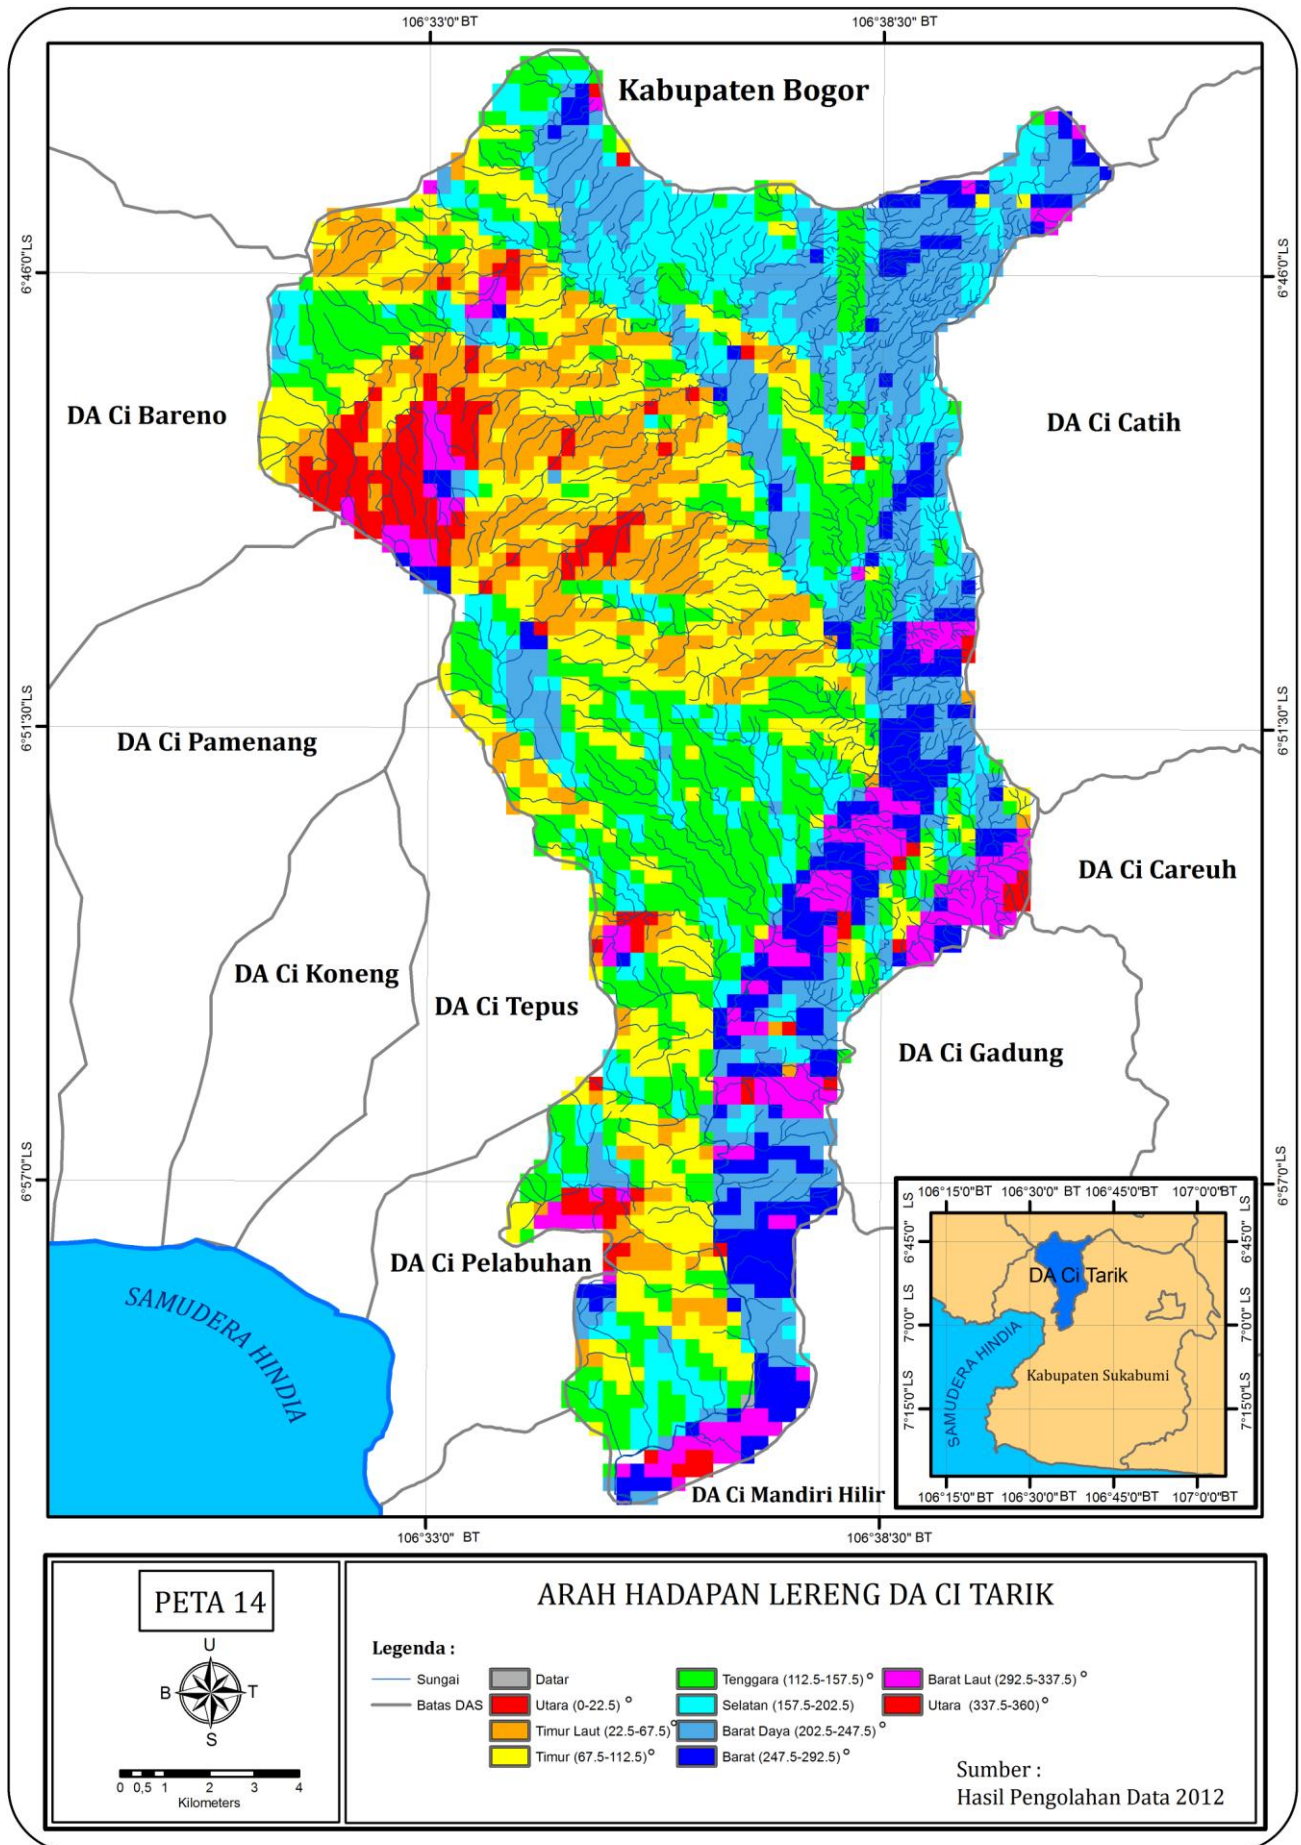 106°33'0" BT
106°38'30" BT
Kabupaten Bogor
6°46'0"LS
6°46'0"LS
DA Ci Bareno
DA Ci Catih
6°51'30"LS
6°51'30"LS
DA Ci Pamenang
DA Ci Careuh
DA Ci Koneng
DA Ci Tepus
DA Ci Gadung
6°57'0"LS
6°57'0"LS
DA Ci Pelabuhan
SAMUDERA HINDIA
DA Ci Mandiri Hilir
106°33'0" BT
106°38'30" BT
106°15'0"BT 106°30'0"BT 106°45'0"BT 107°0'0"BT
6°45'0" LS
6°45'0" LS
DA Ci Tarik
7°0'0" LS
7°0'0" LS
SAMUDERA HINDIA
Kabupaten Sukabumi
7°15'0"LS
7°15'0"LS
106°15'0"BT 106°30'0"BT 106°45'0"BT 107°0'0"BT
PETA 14
U
B T
S
0 0,5 1 2 3 4
Kilometers
ARAH HADAPAN LERENG DA CI TARIK
Legenda :
Sungai
Batas DAS
Datar
Utara (0-22.5) °
Timur Laut (22.5-67.5)°
Timur (67.5-112.5)°
Tenggara (112.5-157.5)°
Selatan (157.5-202.5)
Barat Daya (202.5-247.5)°
Barat (247.5-292.5)°
Barat Laut (292.5-337.5)°
Utara (337.5-360)°
Sumber :
Hasil Pengolahan Data 2012